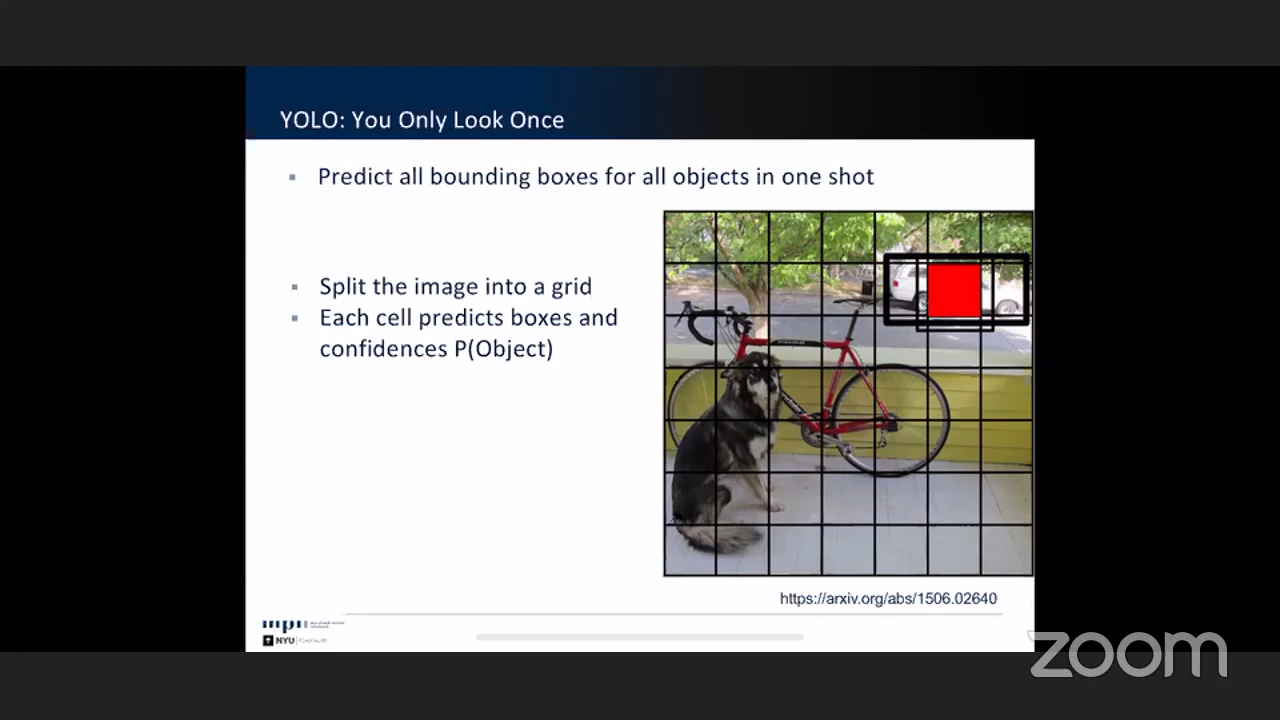 YOLO: You Only Look Once
▪ Predict all bounding boxes for all objects in one shot
▪ Split the image into a grid
▪ Each cell predicts boxes and
confidences P(Object)
https://arxiv.org/abs/1506.02640
mpi
NYU
zoom